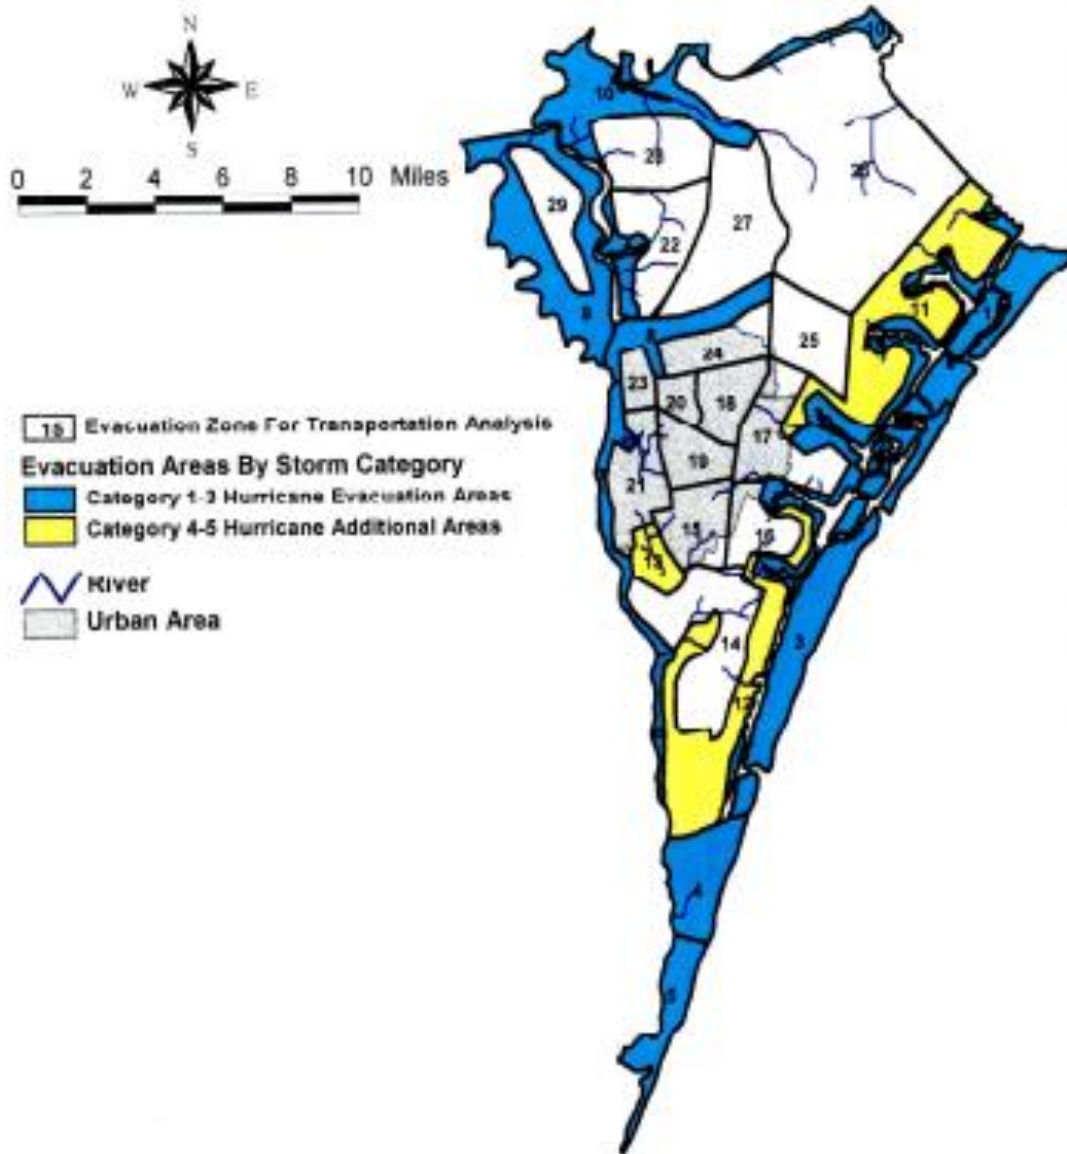 N
W E
S
0 2 4 6 8 10 Miles
15 Evacuation Zone For Transportation Analysis
Evacuation Areas By Storm Category
Category 1-3 Hurricane Evacuation Areas
Category 4-5 Hurricane Additional Areas
River
Urban Area
10
10
28
29
22
27
11
1
25
24
23
20
18
17
19
21
15
16
13
14
3
12
4
5